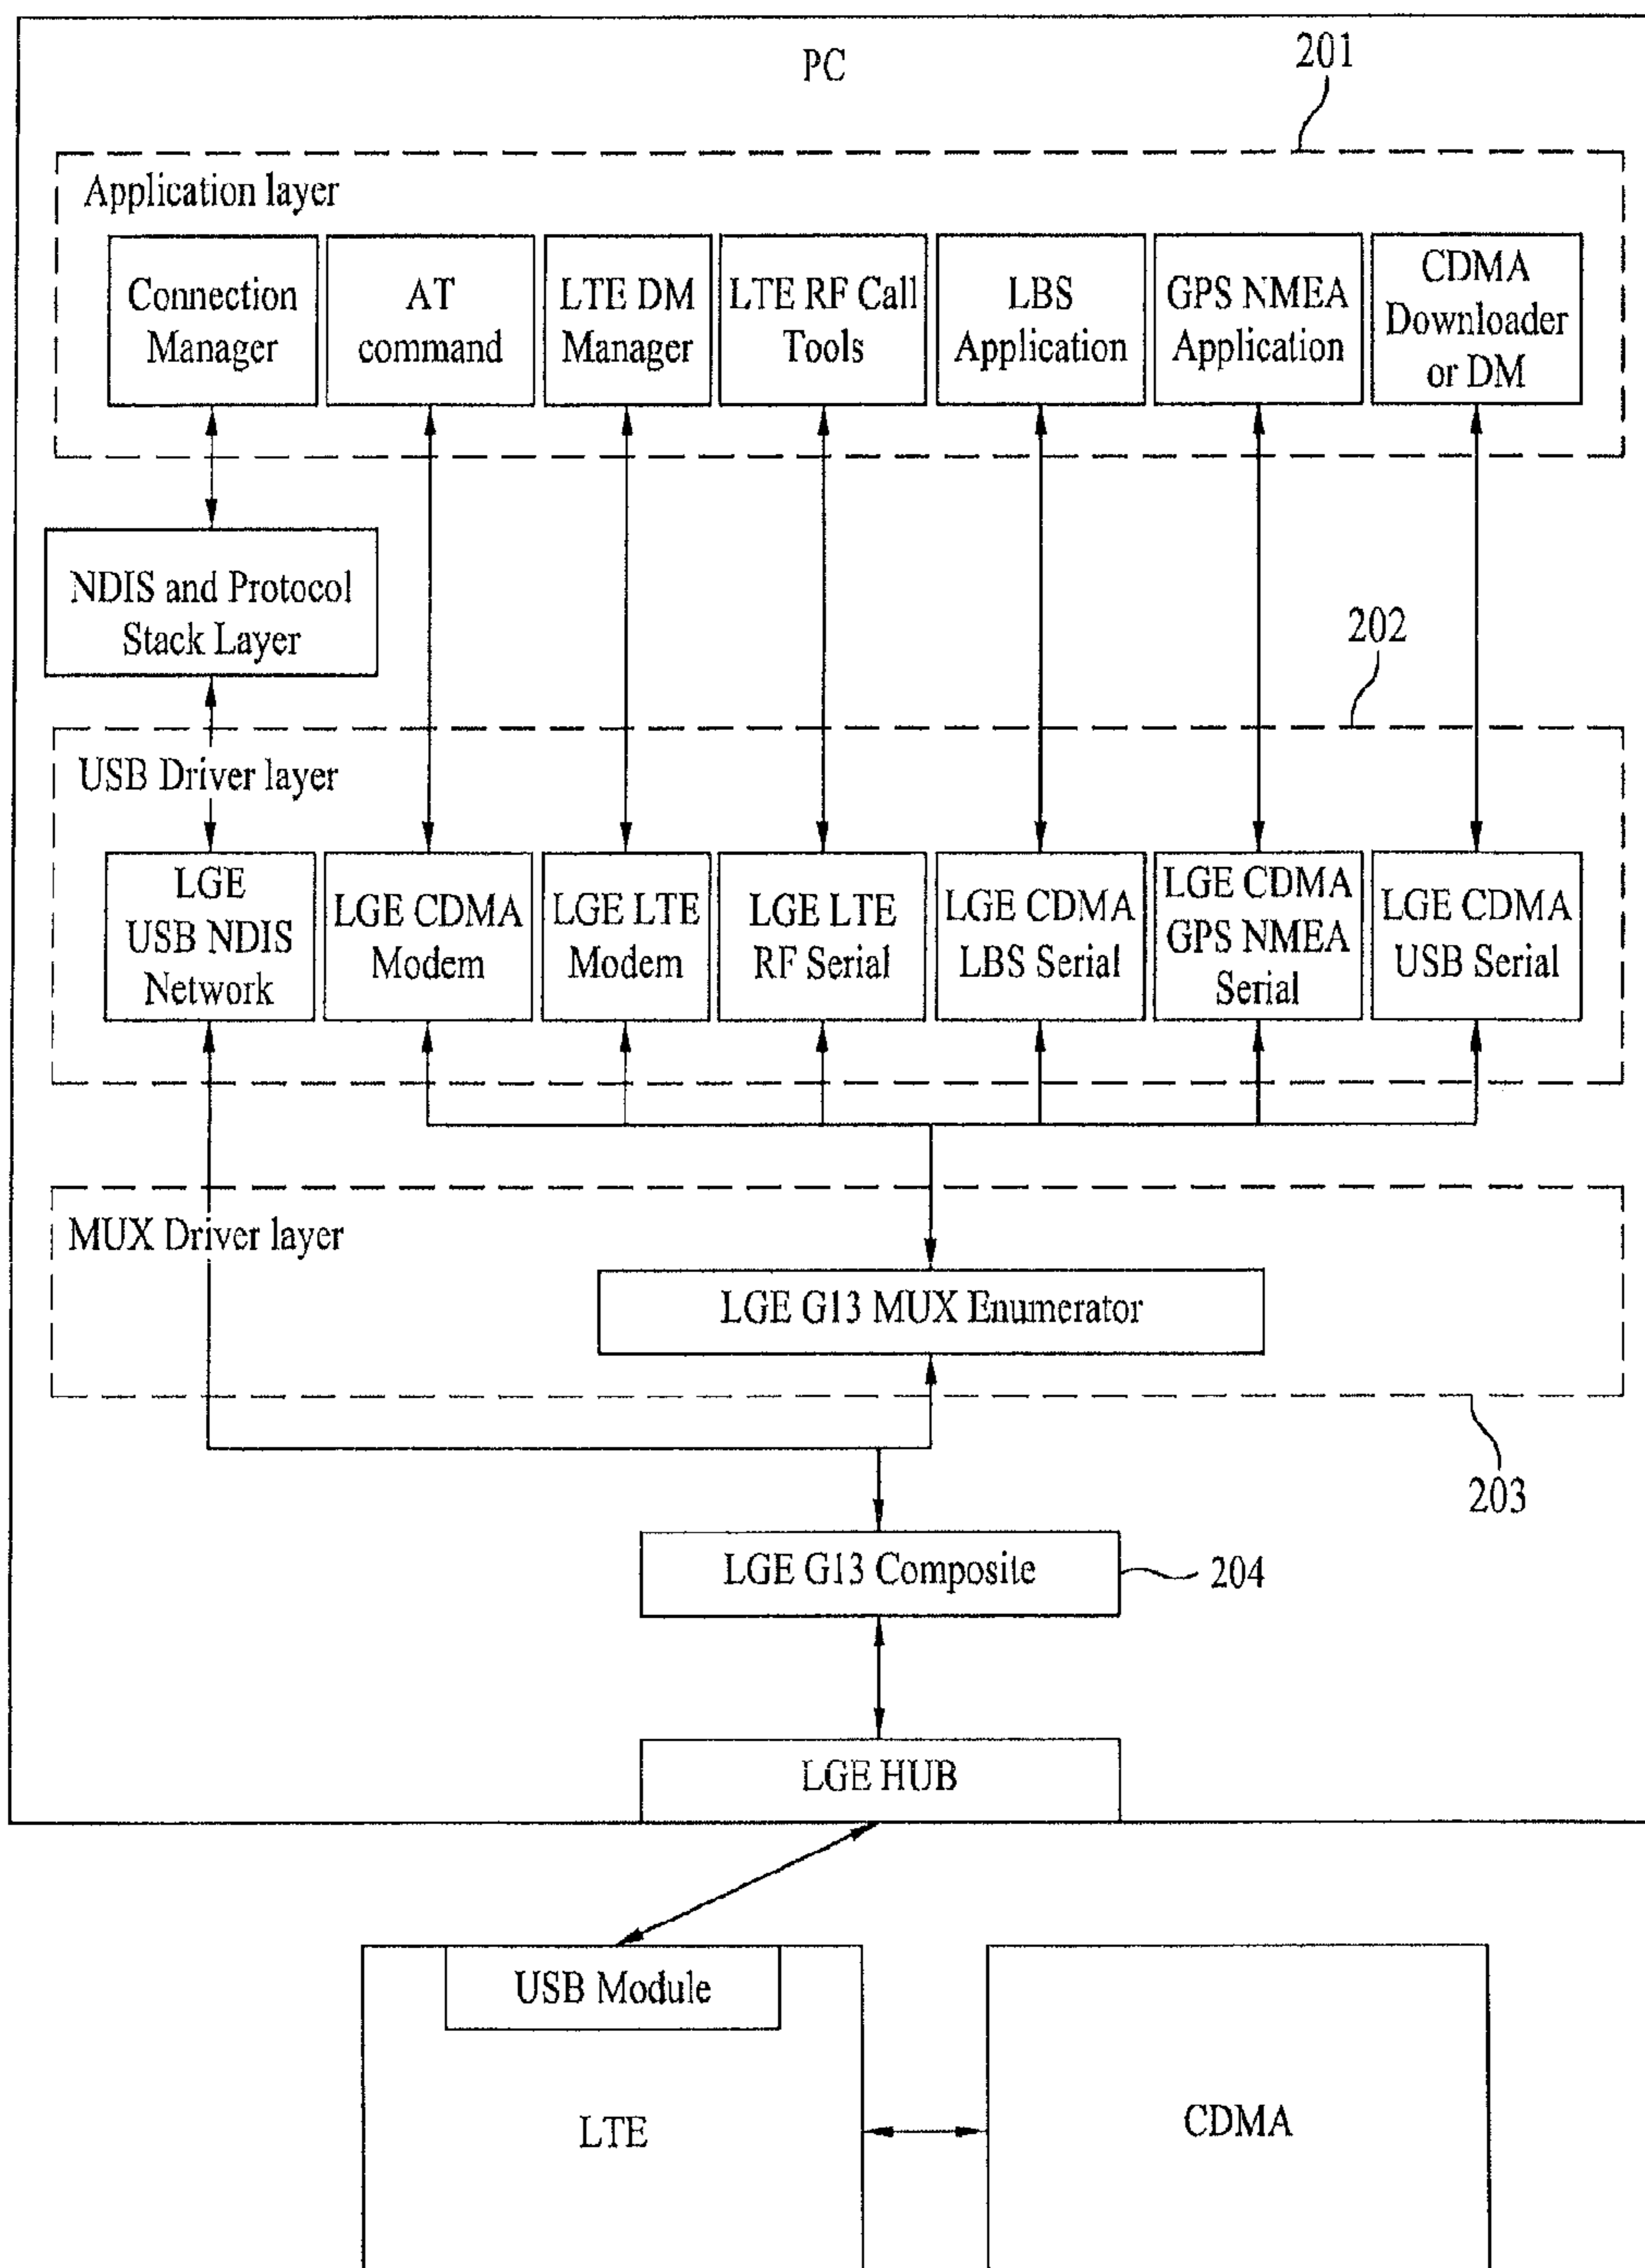 PC
201
Application layer
Connection
Manager
AT
command
LTE DM
Manager
LTE RF Call
Tools
LBS
Application
GPS NMEA
Application
CDMA
Downloader
or DM
NDIS and Protocol
Stack Layer
202
USB Driver layer
LGE
USB NDIS
Network
LGE CDMA
Modem
LGE LTE
Modem
LGE LTE
RF Serial
LGE CDMA
LBS Serial
LGE CDMA
GPS NMEA
Serial
LGE CDMA
USB Serial
MUX Driver layer
LGE G13 MUX Enumerator
203
LGE G13 Composite
204
LGE HUB
USB Module
LTE
CDMA